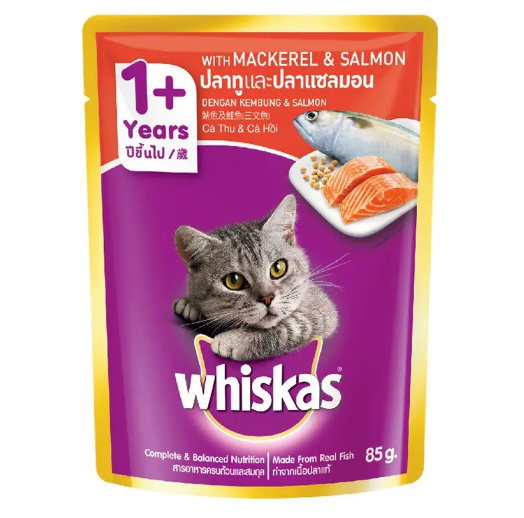 1+
Years
ปีขึ้นไป / 歲
WITH MACKEREL & SALMON
ปลาทูและปลาแซลมอน
DENGAN KEMBUNG & SALMON
鯖魚及鮭魚(三文魚)
Cá Thu & Cá Hồi
whiskas®
Complete & Balanced Nutrition
สารอาหารครบถ้วนและสมดุล
Made From Real Fish
ทำจากเนื้อปลาแท้
85g.